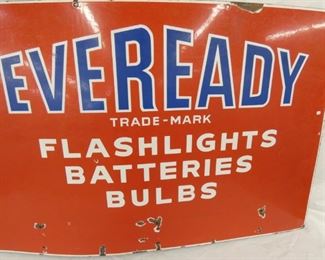 EVEREADY
TRADE-MARK
FLASHLIGHTS
BATTERIES
BULBS